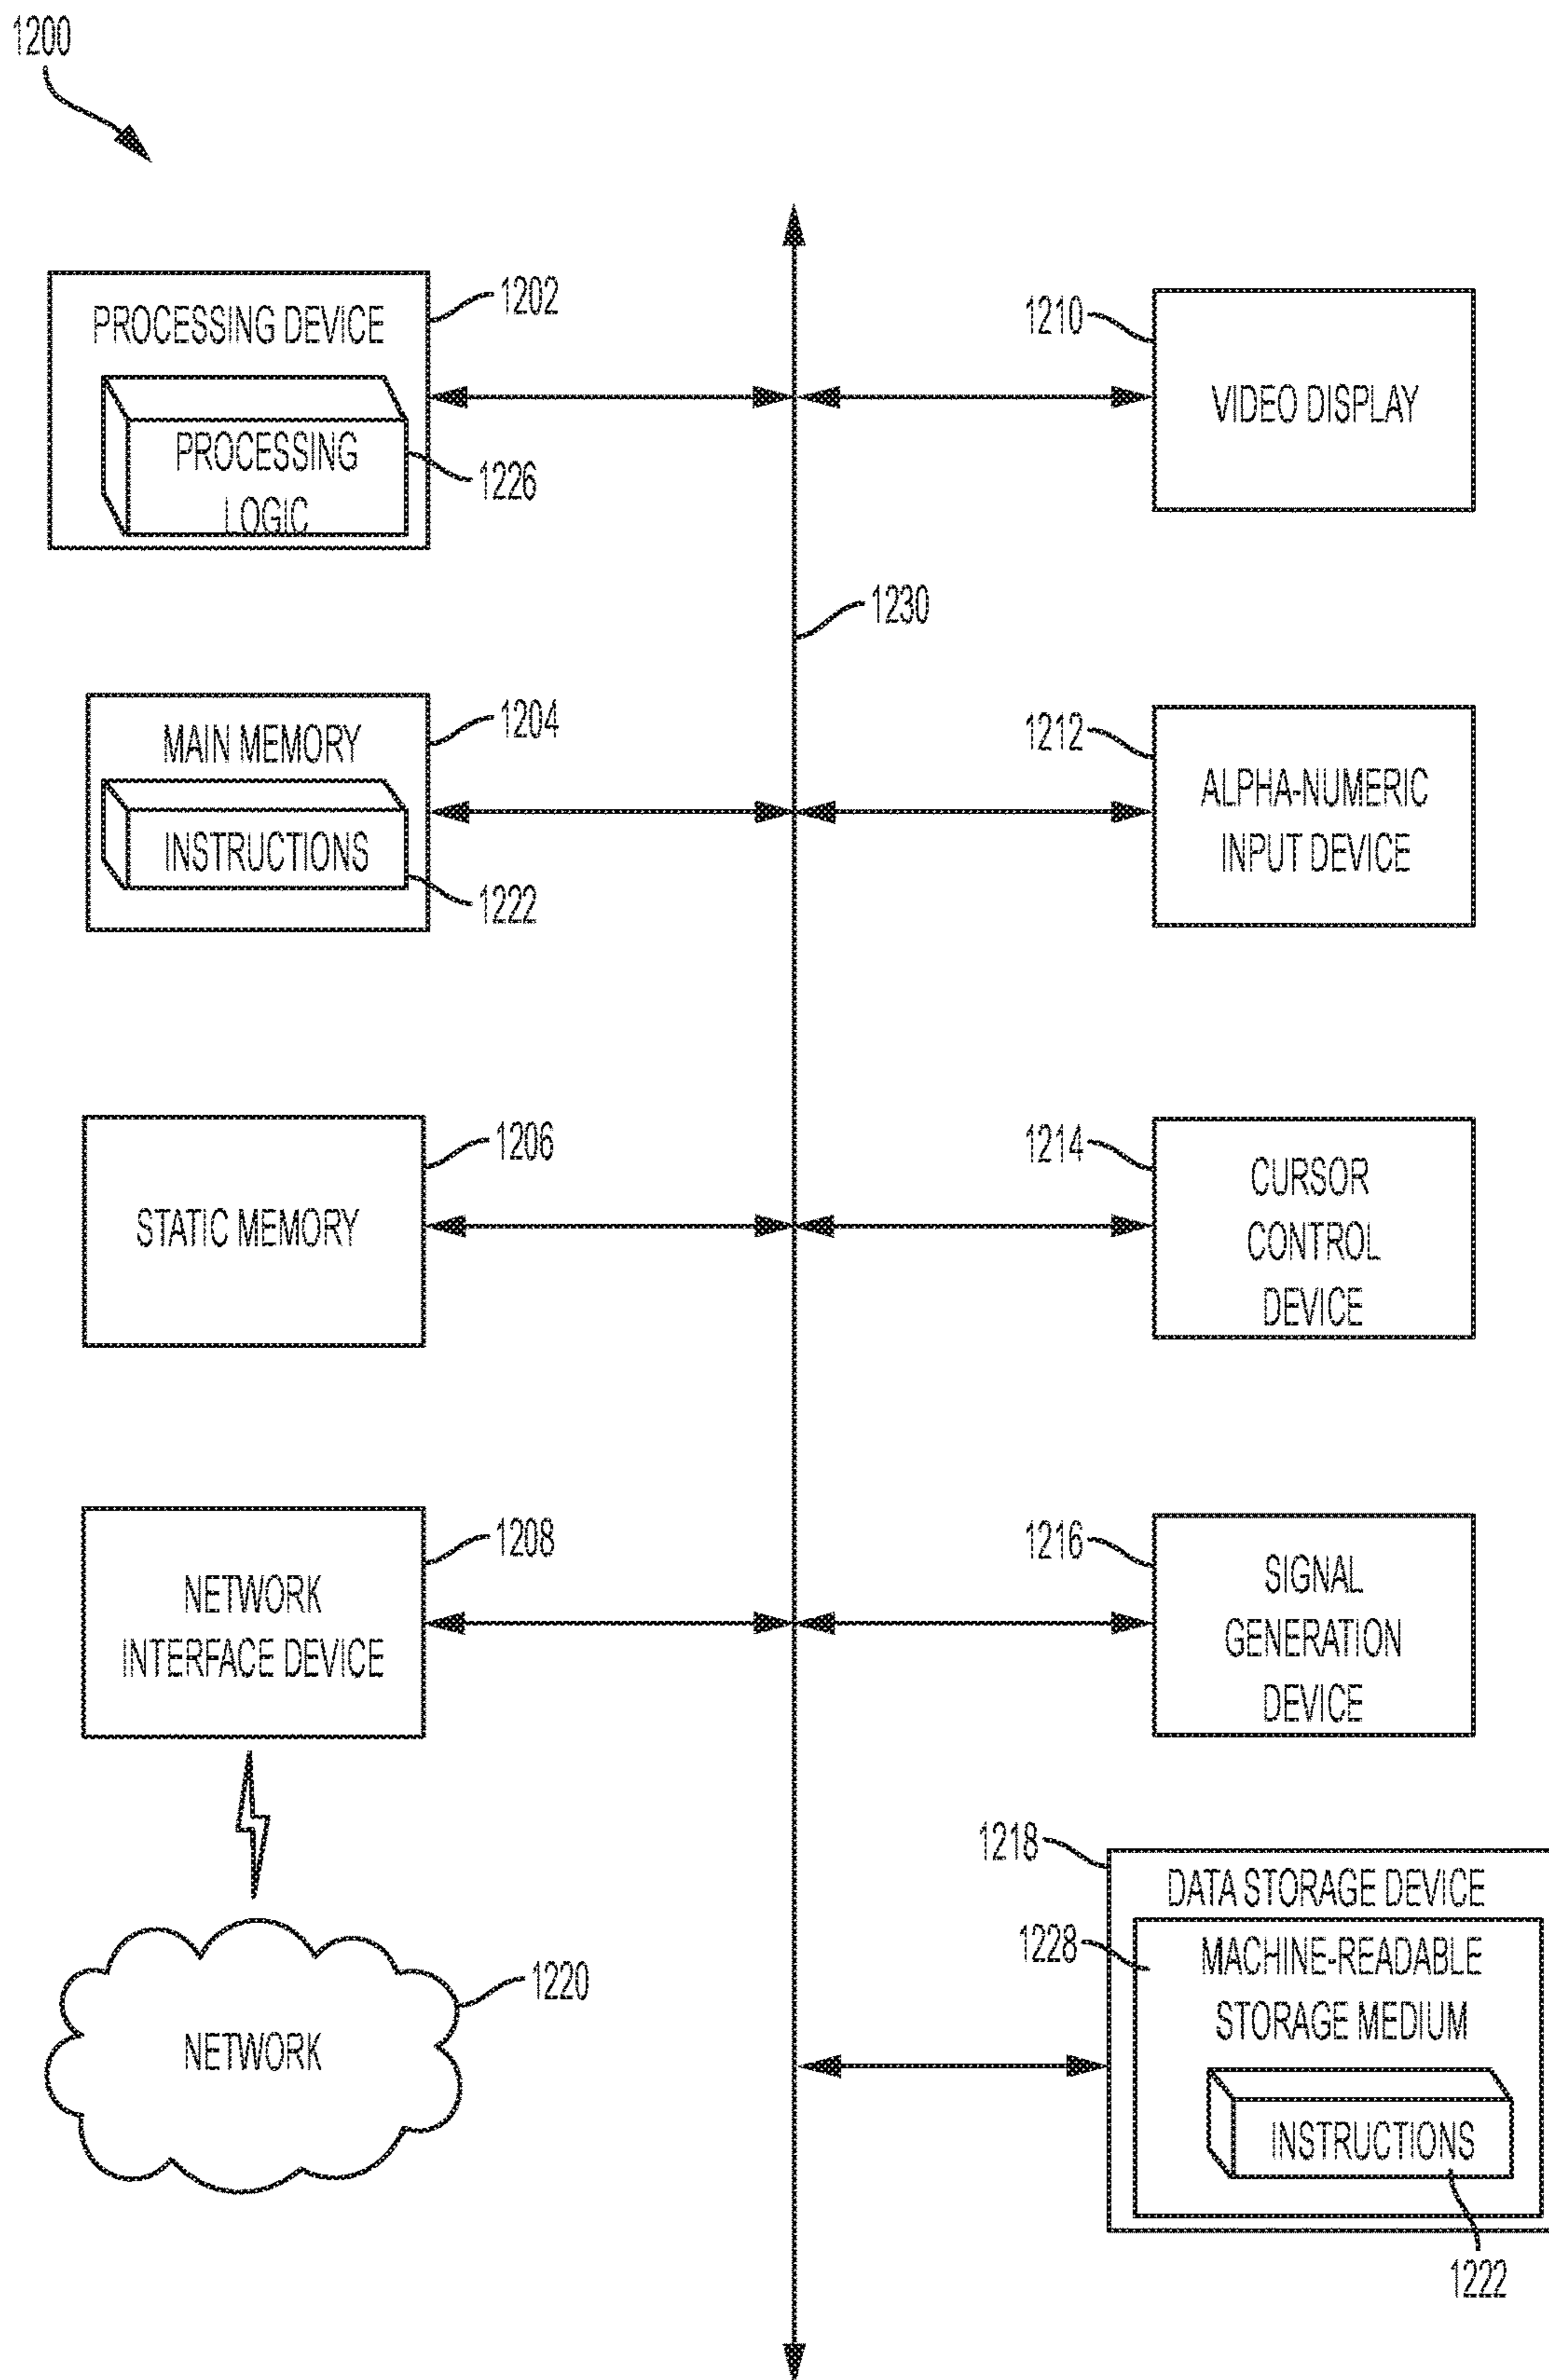 1200
PROCESSING DEVICE
1202
PROCESSING
LOGIC
1226
1210
VIDEO DISPLAY
1230
MAIN MEMORY
1204
INSTRUCTIONS
1222
1212
ALPHA-NUMERIC
INPUT DEVICE
STATIC MEMORY
1206
1214
CURSOR
CONTROL
DEVICE
NETWORK
INTERFACE DEVICE
1208
1216
SIGNAL
GENERATION
DEVICE
NETWORK
1220
1218
DATA STORAGE DEVICE
1228
MACHINE-READABLE
STORAGE MEDIUM
INSTRUCTIONS
1222